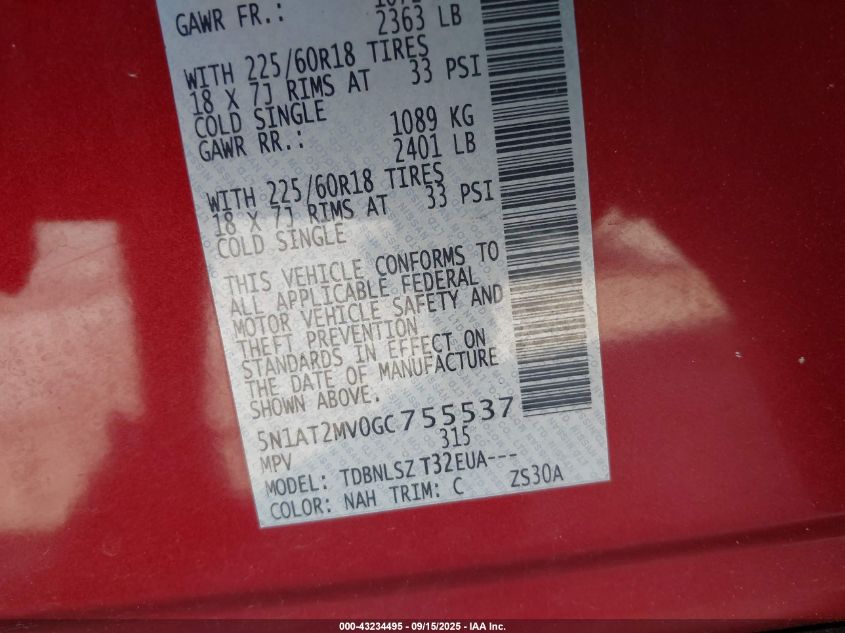 GAWR FR.:
2363 LB
WITH 225/60R18 TIRES
18 X 7J RIMS AT 33 PSI
COLD SINGLE
1089 KG
GAWR RR.:
2401 LB
WITH 225/60R18 TIRES
18 X 7J RIMS AT 33 PSI
COLD SINGLE
THIS VEHICLE CONFORMS TO
ALL APPLICABLE FEDERAL
MOTOR VEHICLE SAFETY AND
THEFT PREVENTION
STANDARDS IN EFFECT ON
THE DATE OF MANUFACTURE
SHOWN ABOVE.
5N1AT2MV0GC755537
315
MPV
MODEL: TDBNLSZ T32EUA---
COLOR: NAH TRIM: C ZS30A
000-43234495 - 09/15/2025 - IAA Inc.